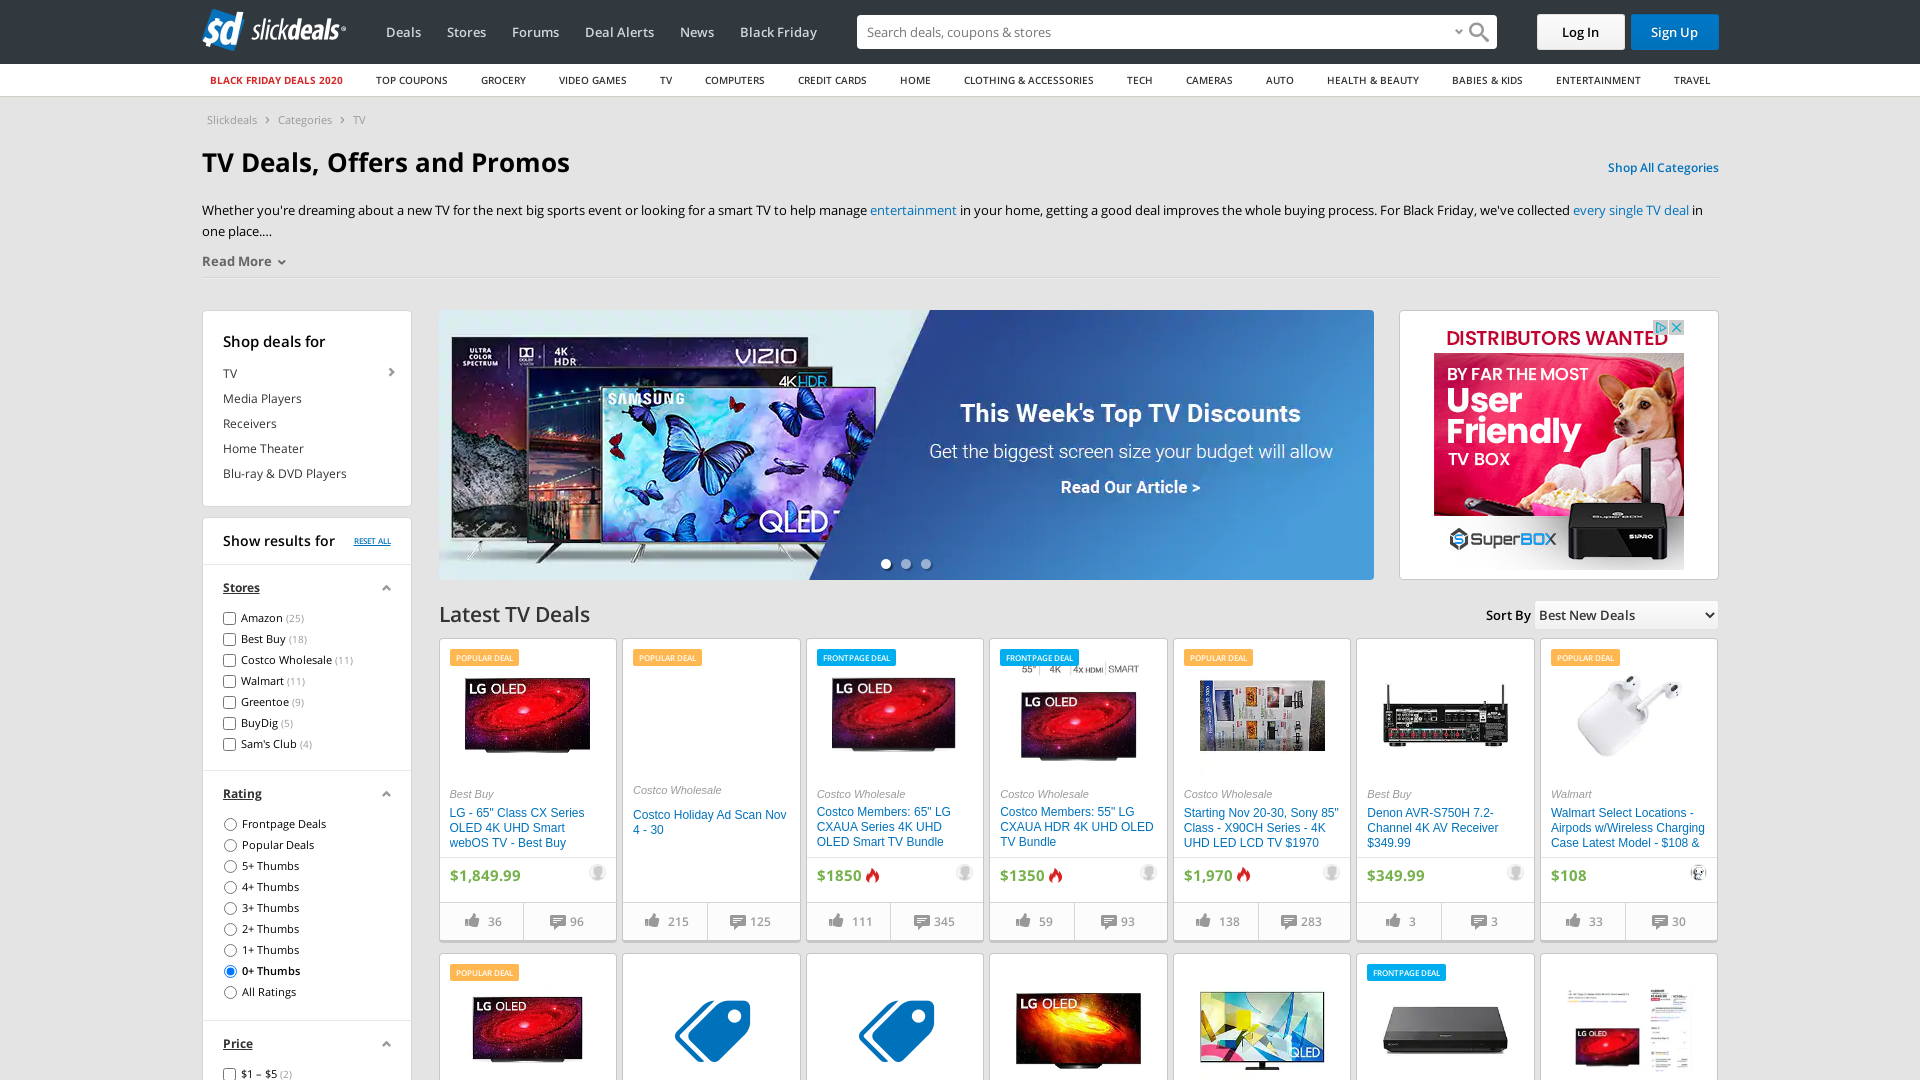 sd slickdeals
Deals
Stores
Forums
Deal Alerts
News
Black Friday
Search deals, coupons & stores
Log In
Sign Up
BLACK FRIDAY DEALS 2020
TOP COUPONS
GROCERY
VIDEO GAMES
TV
COMPUTERS
CREDIT CARDS
HOME
CLOTHING & ACCESSORIES
TECH
CAMERAS
AUTO
HEALTH & BEAUTY
BABIES & KIDS
ENTERTAINMENT
TRAVEL
Slickdeals > Categories > TV
TV Deals, Offers and Promos
Shop All Categories
Whether you're dreaming about a new TV for the next big sports event or looking for a smart TV to help manage entertainment in your home, getting a good deal improves the whole buying process. For Black Friday, we've collected every single TV deal in
one place....
Read More
Shop deals for
TV
Media Players
Receivers
Home Theater
Blu-ray & DVD Players
Show results for
RESET ALL
Stores
Amazon (25)
Best Buy (18)
Costco Wholesale (11)
Walmart (11)
Greentoe (9)
BuyDig (5)
Sam's Club (4)
Rating
Frontpage Deals
Popular Deals
5+ Thumbs
4+ Thumbs
3+ Thumbs
2+ Thumbs
1+ Thumbs
0+ Thumbs
All Ratings
Price
$1 – $5 (2)
ULTRA
COLOR
SPECTRUM
4K
HDR
VIZIO
4K HDR
SAMSUNG
QLED T
This Week's Top TV Discounts
Get the biggest screen size your budget will allow
Read Our Article >
DISTRIBUTORS WANTED
BY FAR THE MOST
User
Friendly
TV BOX
SuperBOX
SuperBOX
S1PRO
Latest TV Deals
Sort By
Best New Deals
POPULAR DEAL
LG OLED
Best Buy
LG - 65" Class CX Series
OLED 4K UHD Smart
webOS TV - Best Buy
$1,849.99
36
96
POPULAR DEAL
Costco Wholesale
Costco Holiday Ad Scan Nov
4 - 30
215
125
FRONTPAGE DEAL
LG OLED
Costco Wholesale
Costco Members: 65" LG
CXAUA Series 4K UHD
OLED Smart TV Bundle
$1850
111
345
FRONTPAGE DEAL
55" 4K 4X HDMI SMART
LG OLED
Costco Wholesale
Costco Members: 55" LG
CXAUA HDR 4K UHD OLED
TV Bundle
$1350
59
93
POPULAR DEAL
Costco Wholesale
Starting Nov 20-30, Sony 85"
Class - X90CH Series - 4K
UHD LED LCD TV $1970
$1,970
138
283
Best Buy
Denon AVR-S750H 7.2-
Channel 4K AV Receiver
$349.99
$349.99
3
3
POPULAR DEAL
Walmart
Walmart Select Locations -
Airpods w/Wireless Charging
Case Latest Model - $108 &
$108
33
30
POPULAR DEAL
LG OLED
LG OLED
QLED
FRONTPAGE DEAL
LG OLED